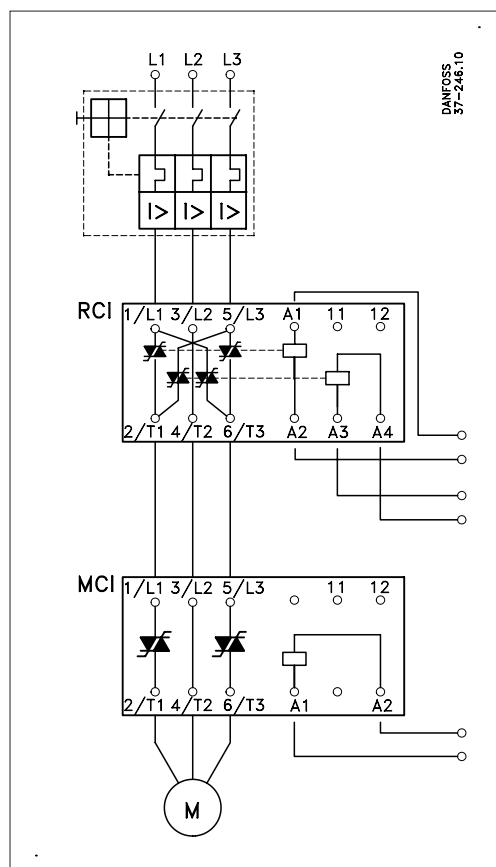 L1 L2 L3
DANFOSS
37-246.10
I> I> I>
RCI
1/L1 3/L2 5/L3 A1 11 12
2/T1 4/T2 6/T3 A2 A3 A4
MCI
1/L1 3/L2 5/L3 11 12
2/T1 4/T2 6/T3 A1 A2
M